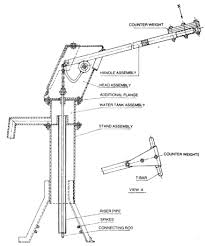 COUNTER WEIGHT
HANDLE ASSEMBLY
HEAD ASSEMBLY
ADDITIONAL FLANGE
WATER TANK ASSEMBLY
STAND ASSEMBLY
COUNTER WEIGHTS
T-BAR
VIEW A
RISER PIPE
SPIKES
CONNECTING ROD